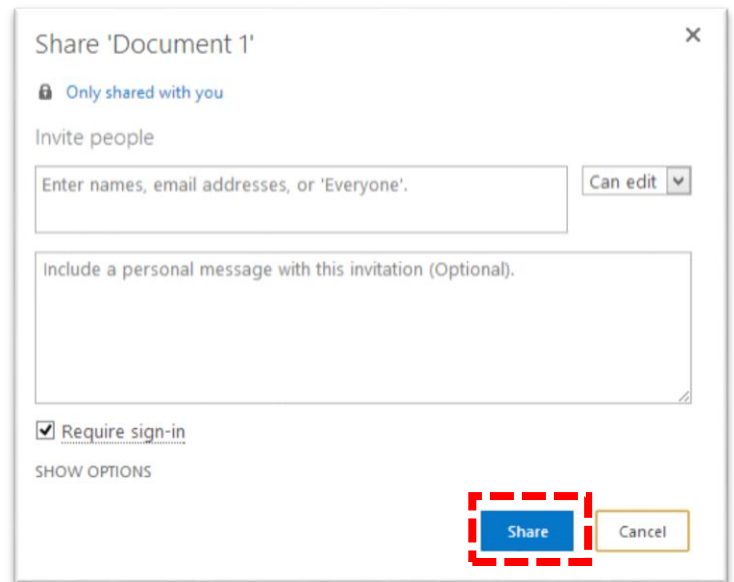 Share 'Document 1'
Only shared with you
Invite people
Enter names, email addresses, or 'Everyone'.
Can edit
Include a personal message with this invitation (Optional).
Require sign-in
SHOW OPTIONS
Share
Cancel